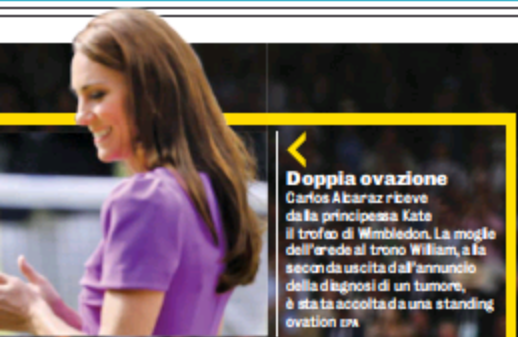 Doppia ovazione
Carlos Alcaraz riceve
dalla principessa Kate
il trofeo di Wimbledon. La moglie
dell'erede al trono William, alla
seconda uscita dall'annuncio
della diagnosi di un tumore,
è stata accolta da una standing
ovation EPA